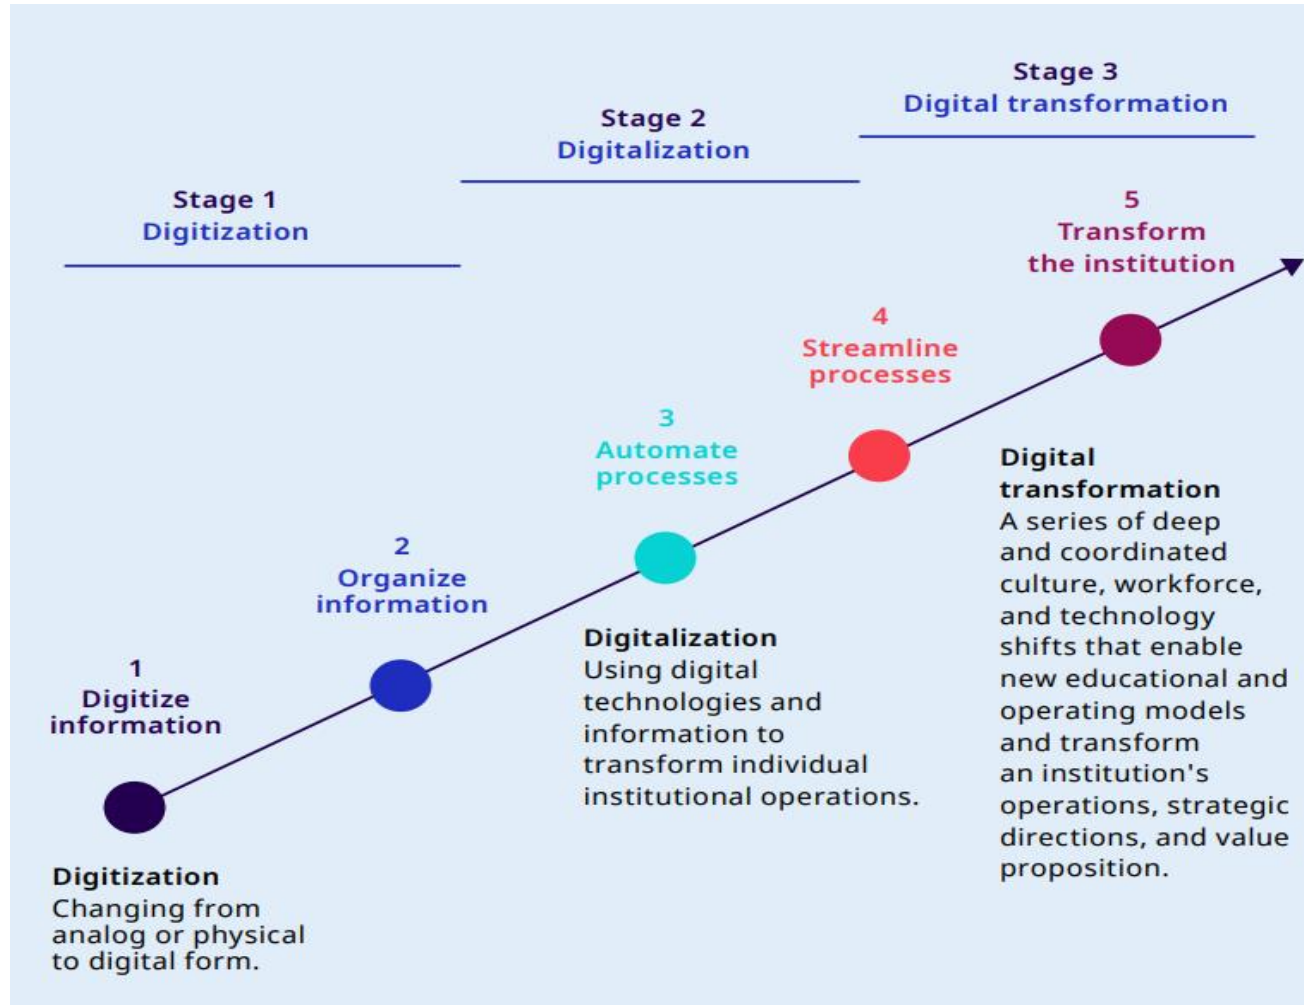 Stage 1
Digitization
Stage 2
Digitalization
Stage 3
Digital transformation
1
Digitize
information
2
Organize
information
3
Automate
processes
4
Streamline
processes
5
Transform
the institution
Digitization
Changing from
analog or physical
to digital form.
Digitalization
Using digital
technologies and
information to
transform individual
institutional operations.
Digital
transformation
A series of deep
and coordinated
culture, workforce,
and technology
shifts that enable
new educational and
operating models
and transform
an institution's
operations, strategic
directions, and value
proposition.